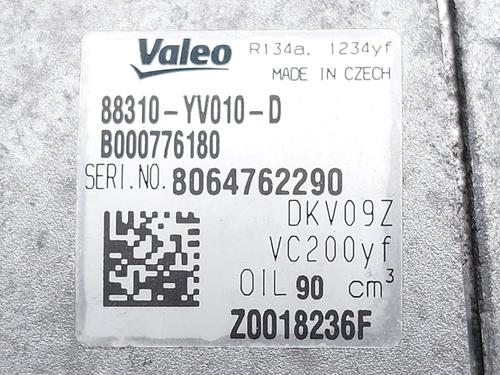 Valeo R134a. 1234yf
MADE IN CZECH
88310-YV010-D
B000776180
SERI.NO. 8064762290
DKV09Z
VC200yf
OIL 90 cm³
Z0018236F